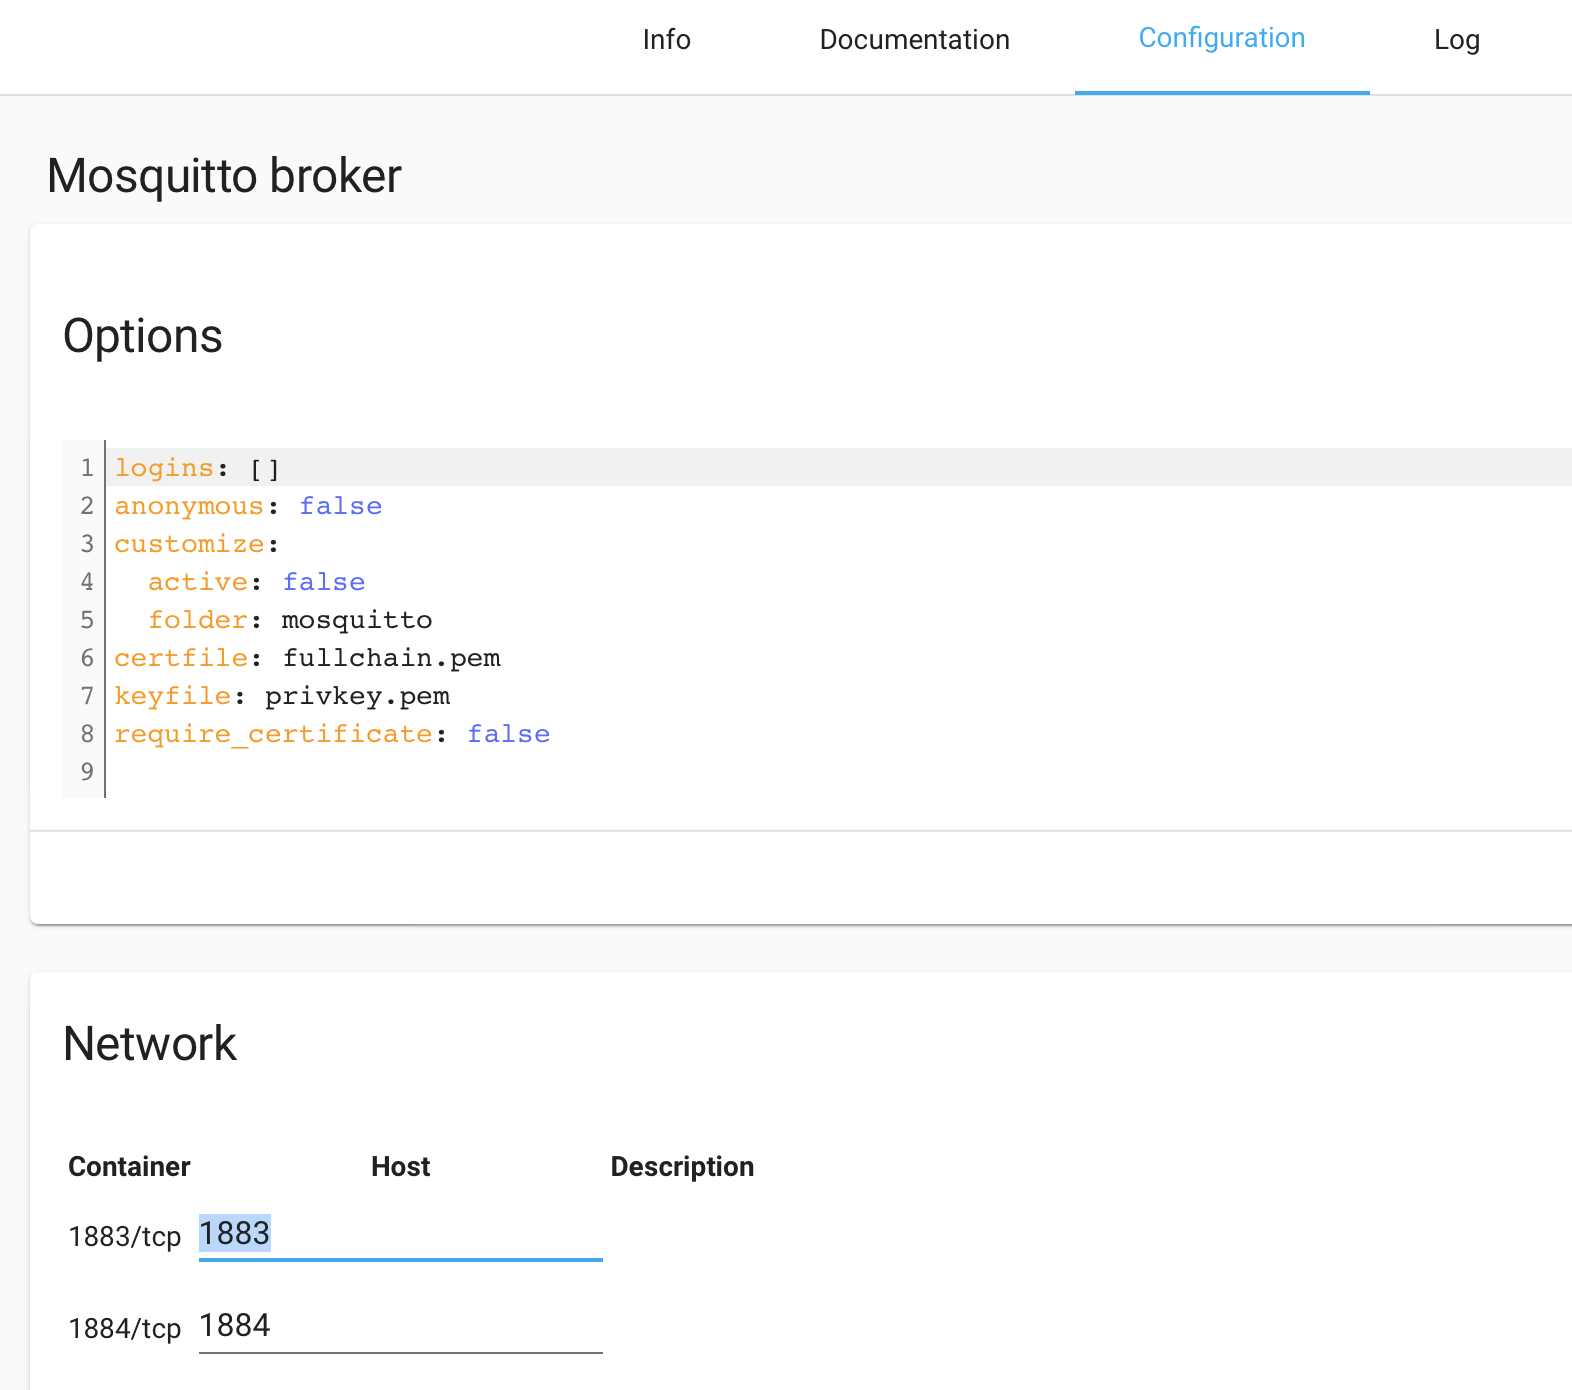 Info Documentation Configuration Log
Mosquitto broker
Options
1 logins: []
2 anonymous: false
3 customize:
4   active: false
5   folder: mosquitto
6 certfile: fullchain.pem
7 keyfile: privkey.pem
8 require_certificate: false
9
Network
Container Host Description
1883/tcp 1883
1884/tcp 1884